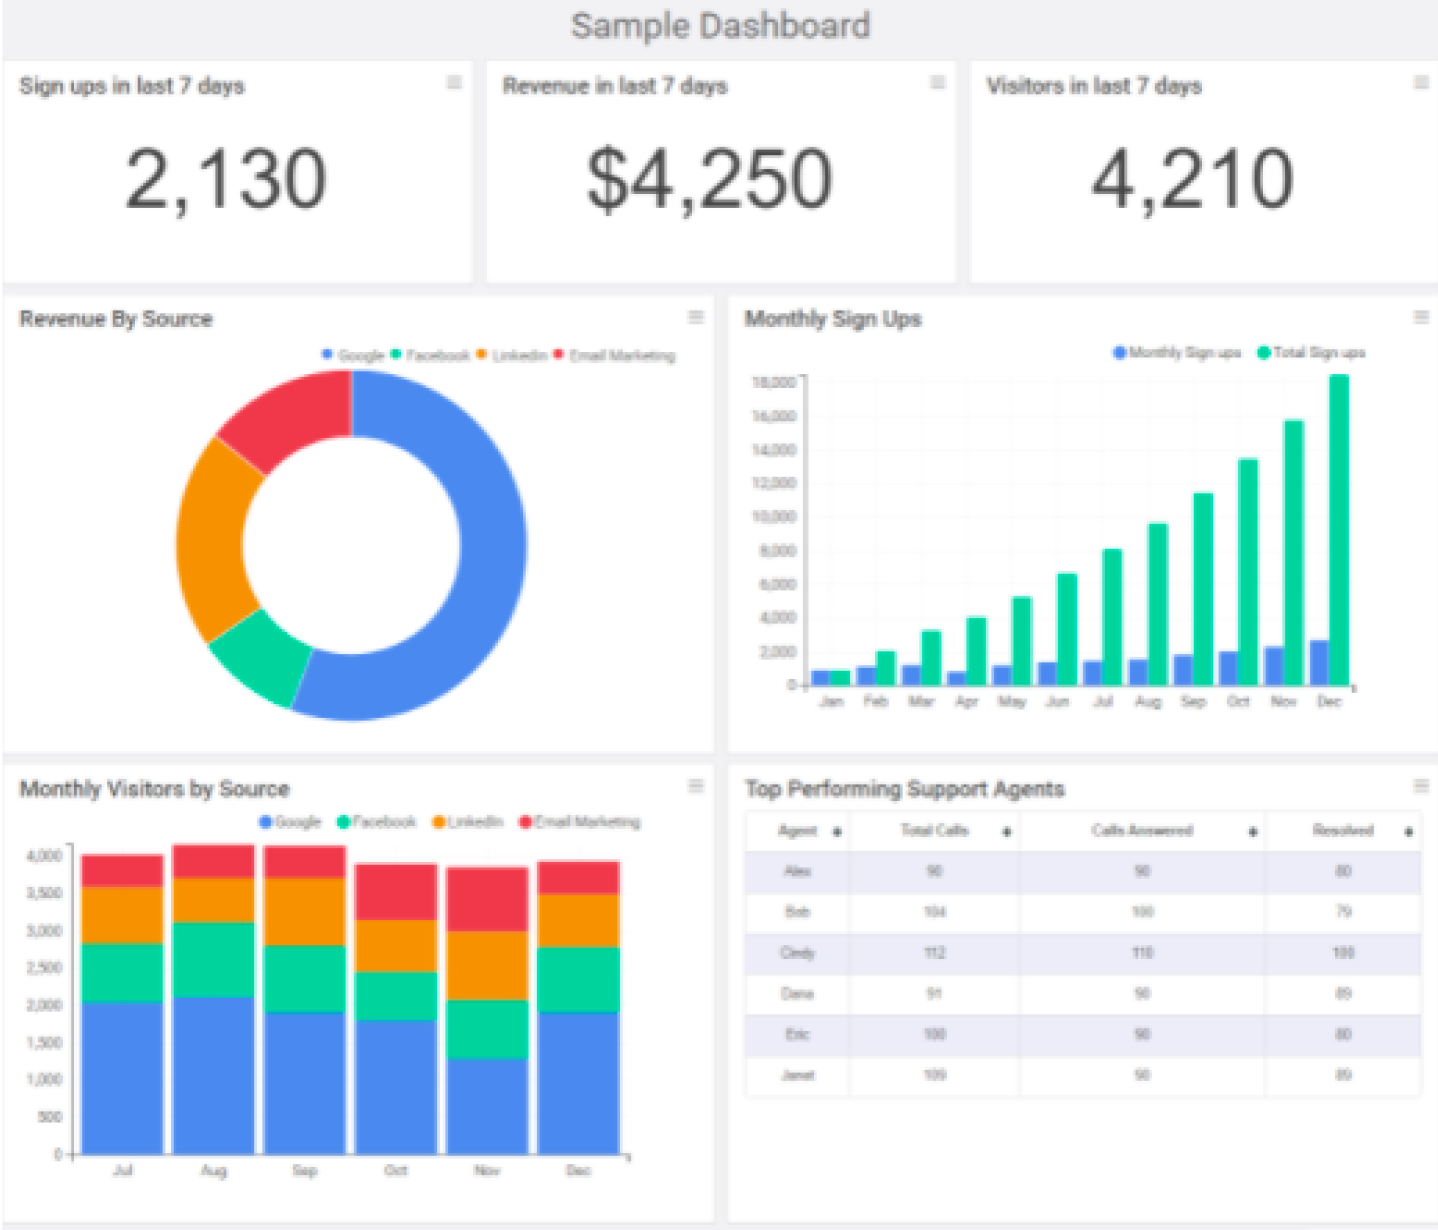 Sample Dashboard
Sign ups in last 7 days
2,130
Revenue in last 7 days
$4,250
Visitors in last 7 days
4,210
Revenue By Source
Google Facebook LinkedIn Email Marketing
Monthly Sign Ups
Monthly Sign ups Total Sign ups
18,000
16,000
14,000
12,000
10,000
8,000
6,000
4,000
2,000
0
Jan Feb Mar Apr May Jun Jul Aug Sep Oct Nov Dec
Monthly Visitors by Source
Google Facebook LinkedIn Email Marketing
4,000
3,500
3,000
2,500
2,000
1,500
1,000
500
0
Jul Aug Sep Oct Nov Dec
Top Performing Support Agents
Agent Total Calls Calls Answered Resolved
Alex 90 90 80
Bob 104 100 79
Cindy 112 110 100
Dana 91 90 89
Eric 100 90 80
Janet 109 90 89